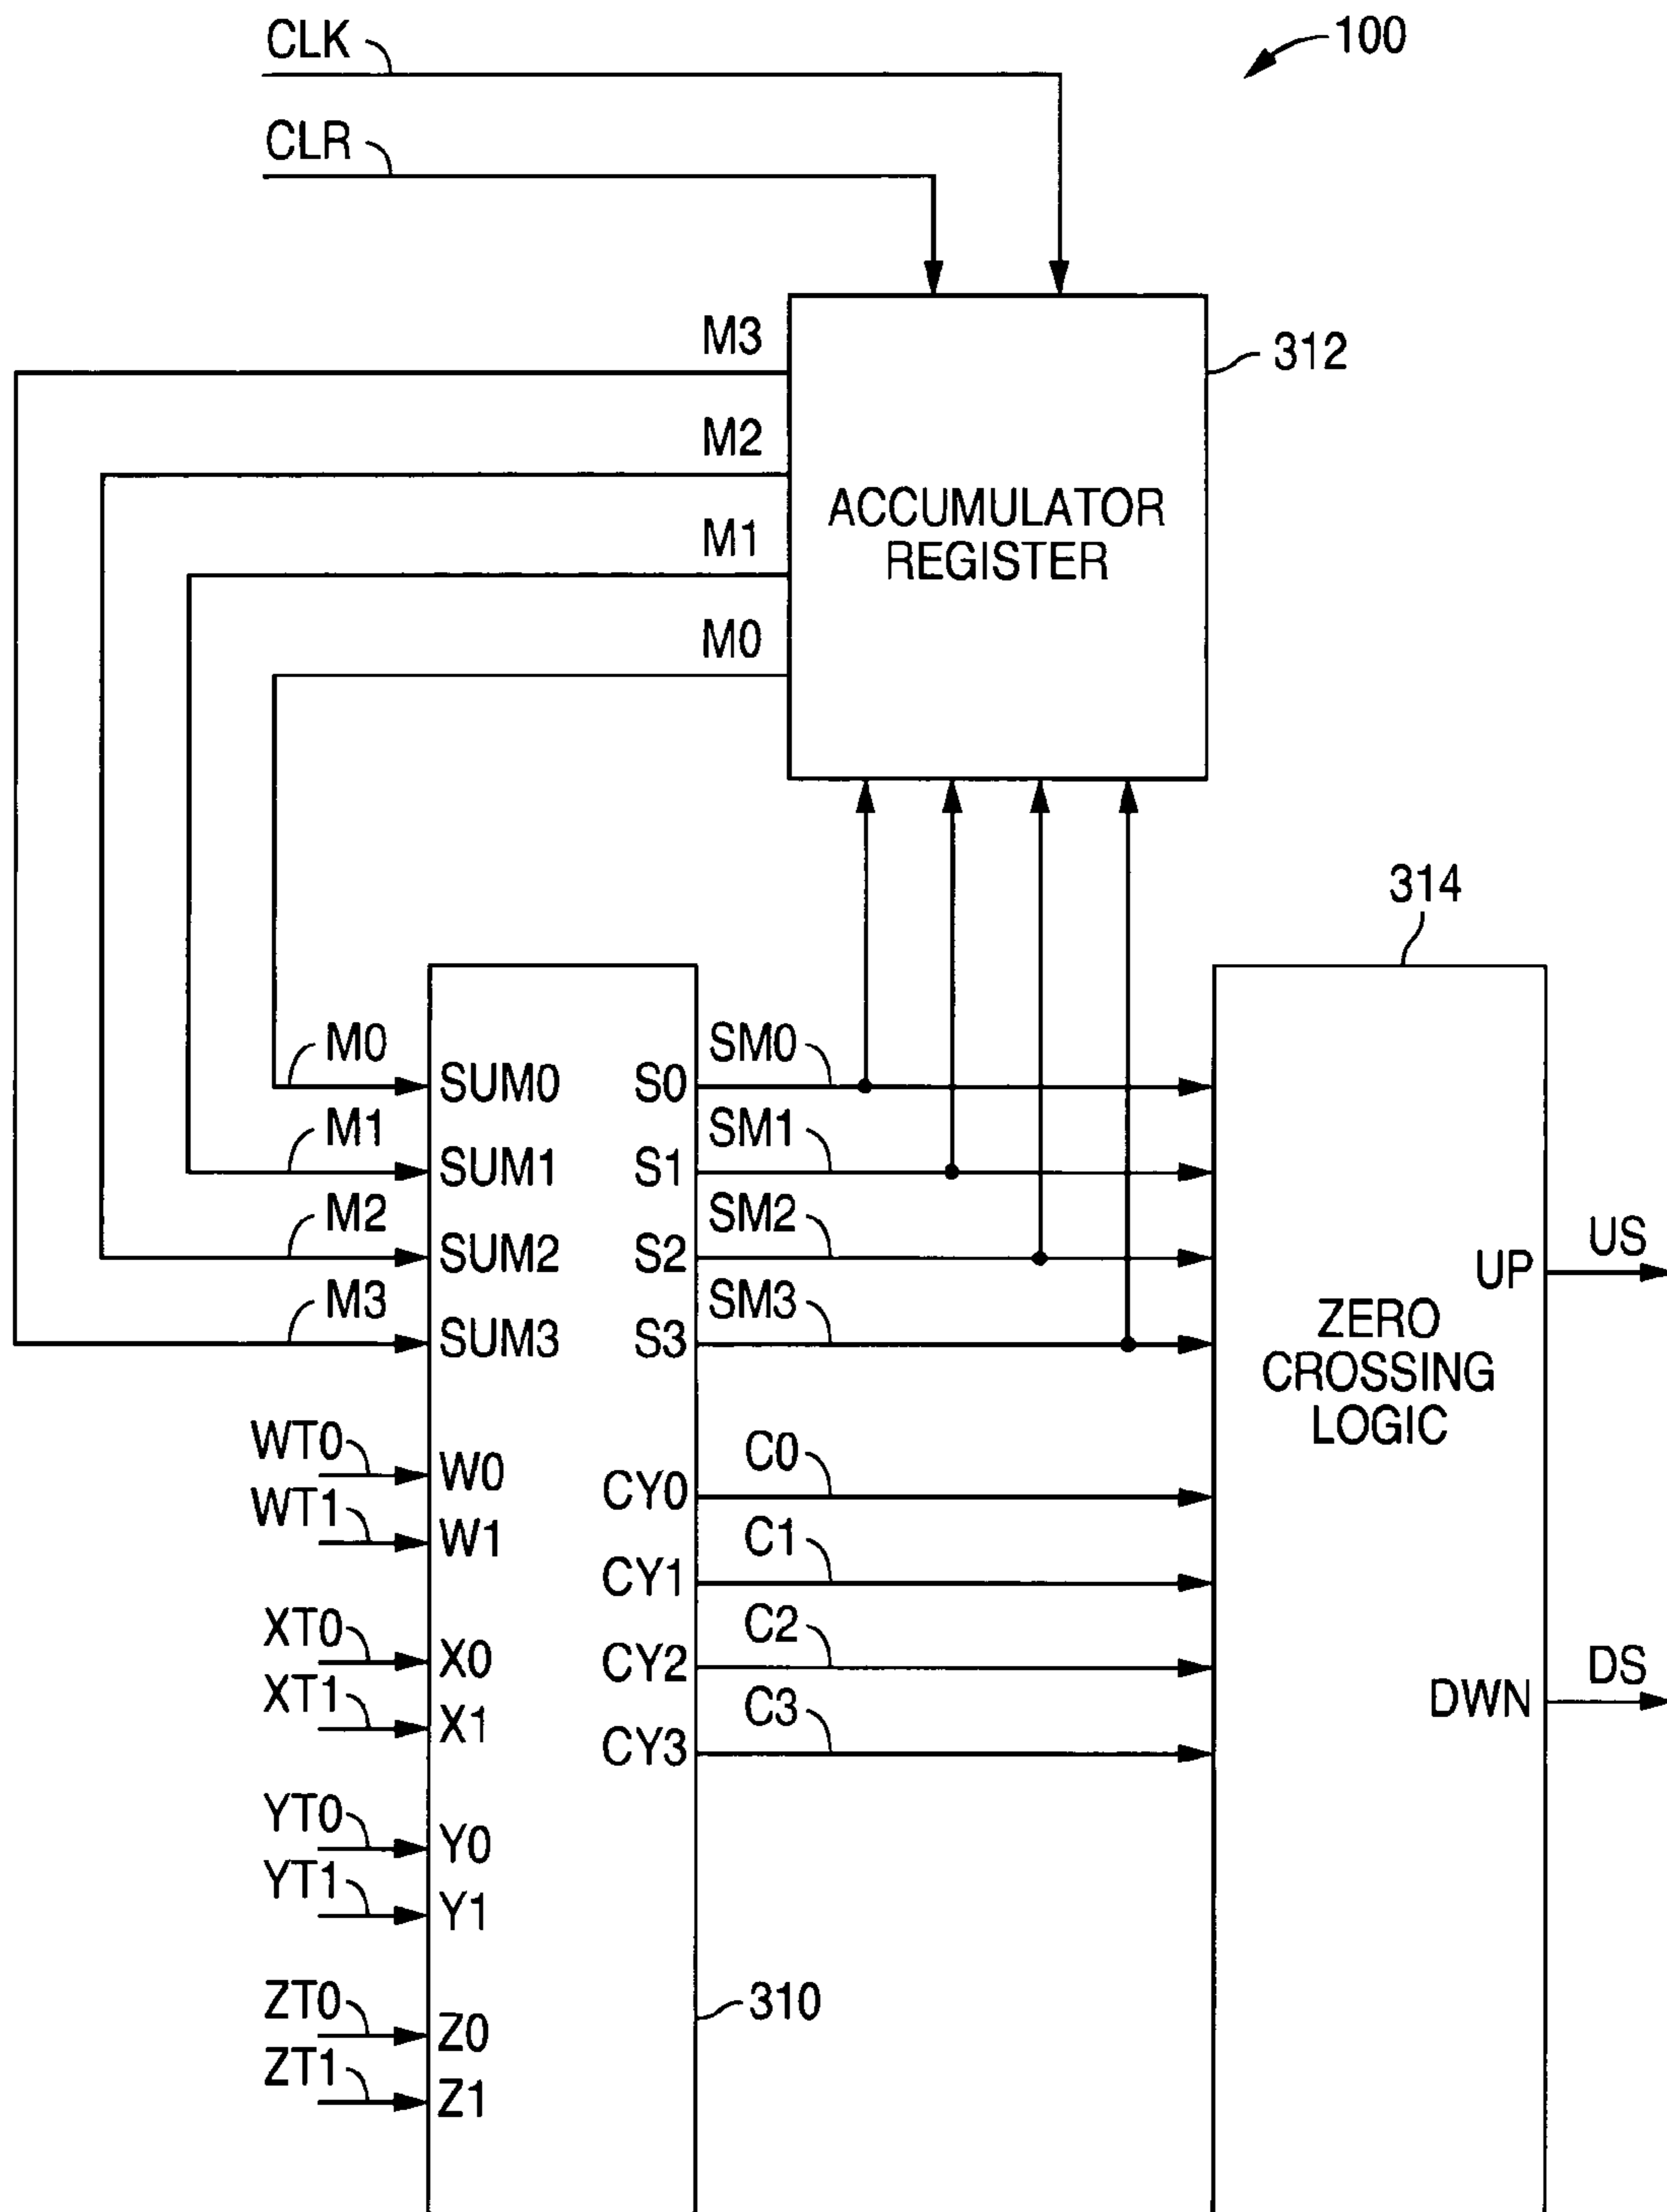 CLK
100
CLR
M3
312
M2
M1
M0
ACCUMULATOR
REGISTER
314
M0
SUM0
S0
SM0
M1
SUM1
S1
SM1
M2
SUM2
S2
SM2
M3
SUM3
S3
SM3
UP
US
ZERO
CROSSING
LOGIC
WT0
W0
WT1
W1
CY0
C0
CY1
C1
XT0
X0
XT1
X1
CY2
C2
CY3
C3
DWN
DS
YT0
Y0
YT1
Y1
ZT0
Z0
ZT1
Z1
310